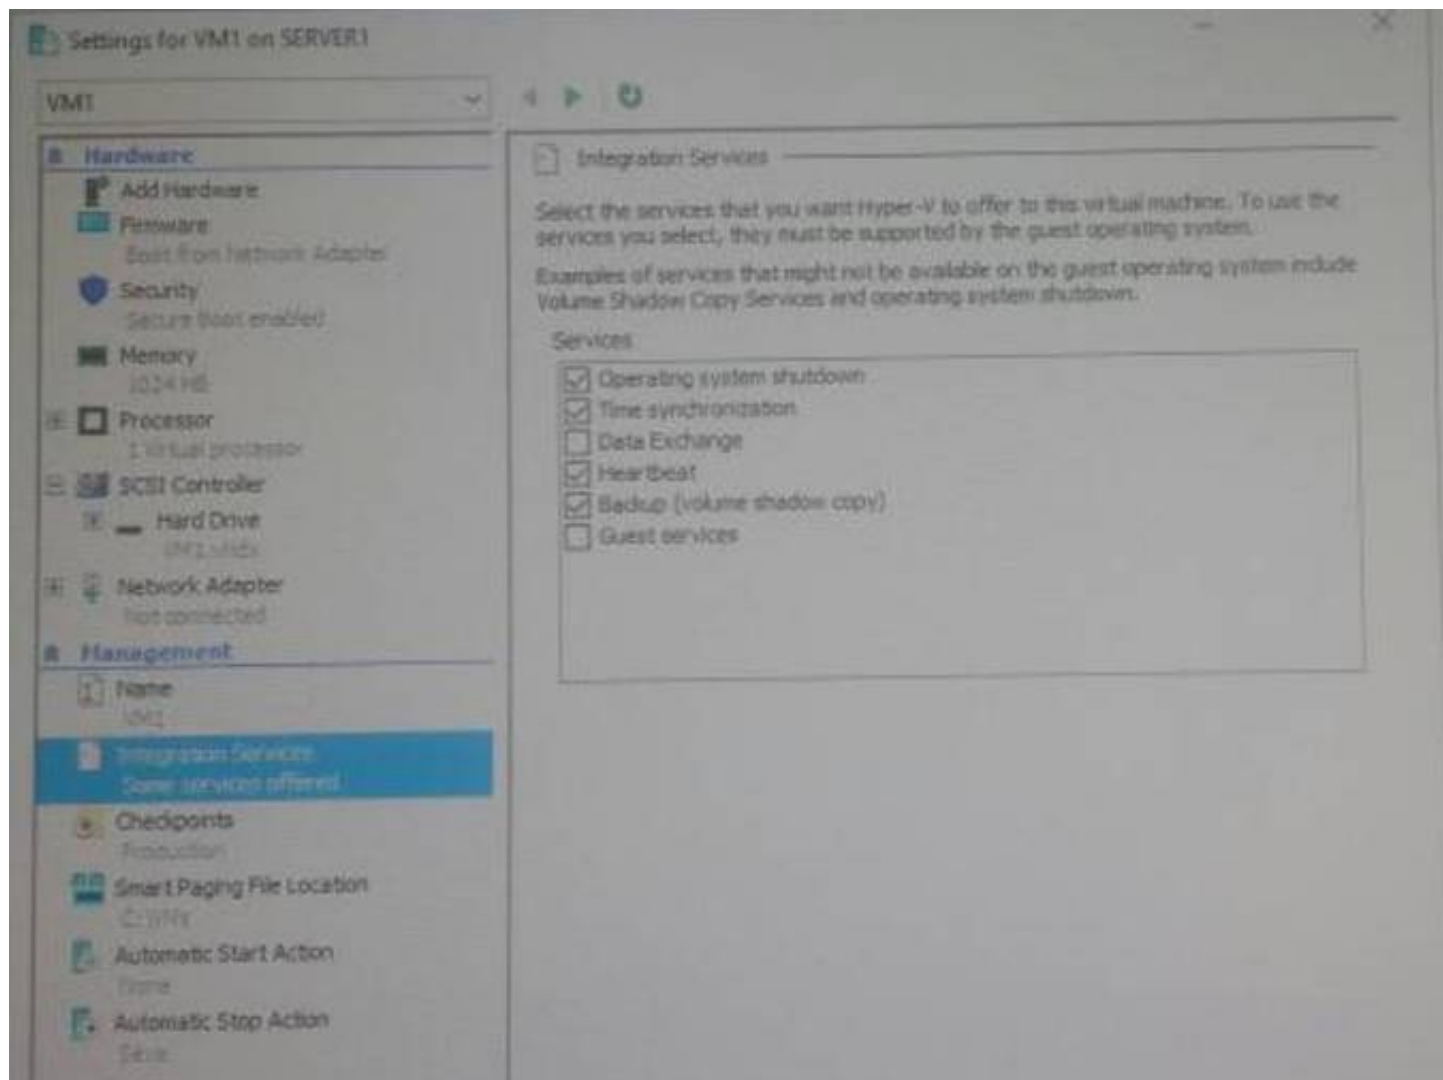 Settings for VM1 on SERVER1
VM1
Hardware
Add Hardware
Firmware
Boot from Network Adapter
Security
Secure Boot enabled
Memory
1024 MB
Processor
1 Virtual processor
SCSI Controller
Hard Drive
VM1.vhdx
Network Adapter
Not connected
Management
Name
VM1
Integration Services
Some services offered
Checkpoints
Production
Smart Paging File Location
Automatic Start Action
None
Automatic Stop Action
Save
Integration Services
Select the services that you want Hyper-V to offer to this virtual machine. To use the
services you select, they must be supported by the guest operating system.
Examples of services that might not be available on the guest operating system include
Volume Shadow Copy Services and operating system shutdown.
Services
Operating system shutdown
Time synchronization
Data Exchange
Heartbeat
Backup (volume shadow copy)
Guest services